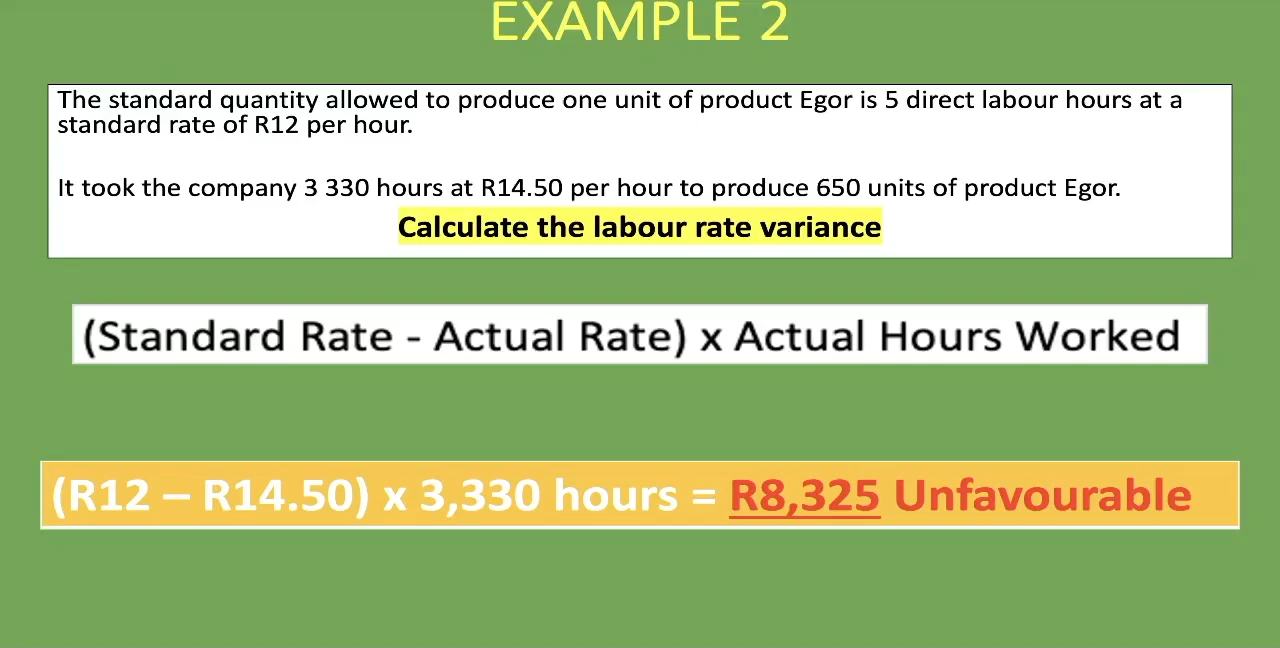 EXAMPLE 2
The standard quantity allowed to produce one unit of product Egor is 5 direct labour hours at a
standard rate of R12 per hour.
It took the company 3 330 hours at R14.50 per hour to produce 650 units of product Egor.
Calculate the labour rate variance
(Standard Rate - Actual Rate) x Actual Hours Worked
(R12 – R14.50) x 3,330 hours = R8,325 Unfavourable